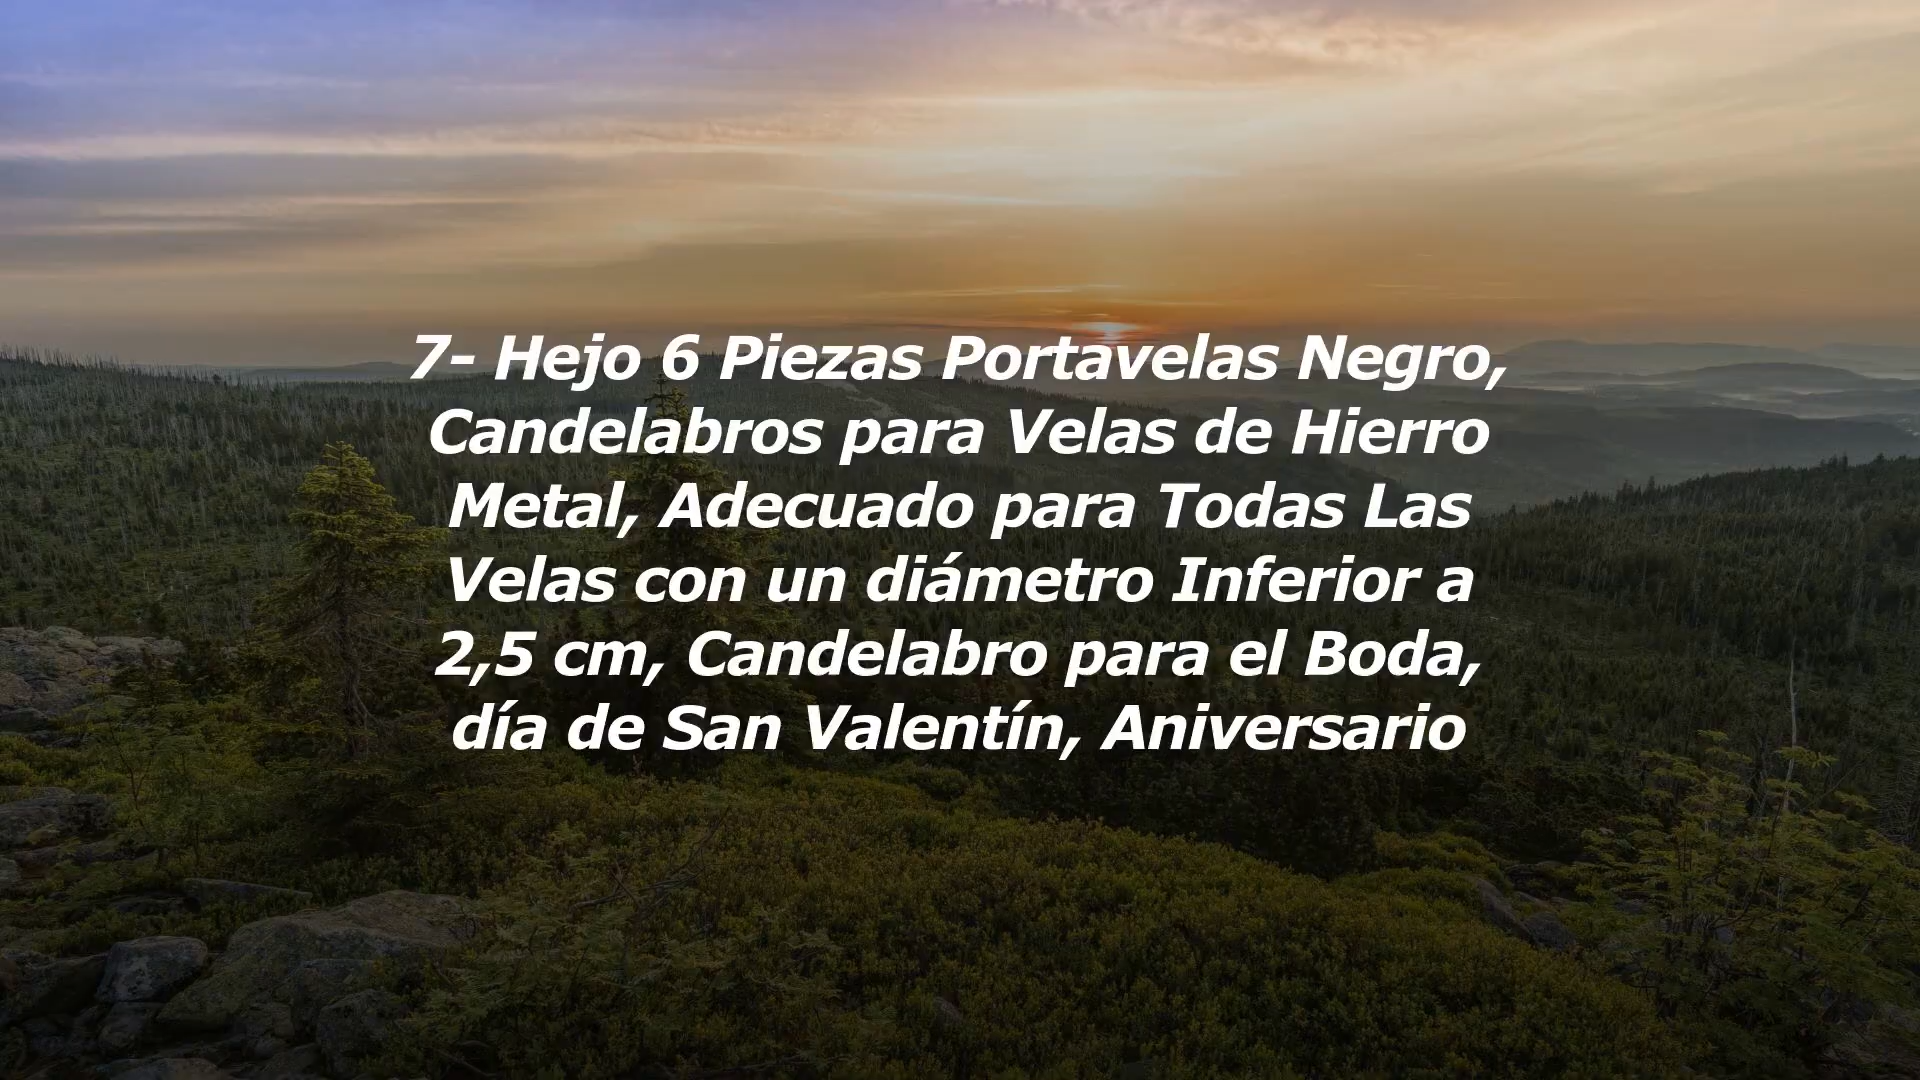 7- Hejo 6 Piezas Portavelas Negro,
Candelabros para Velas de Hierro
Metal, Adecuado para Todas Las
Velas con un diámetro Inferior a
2,5 cm, Candelabro para el Boda,
día de San Valentín, Aniversario